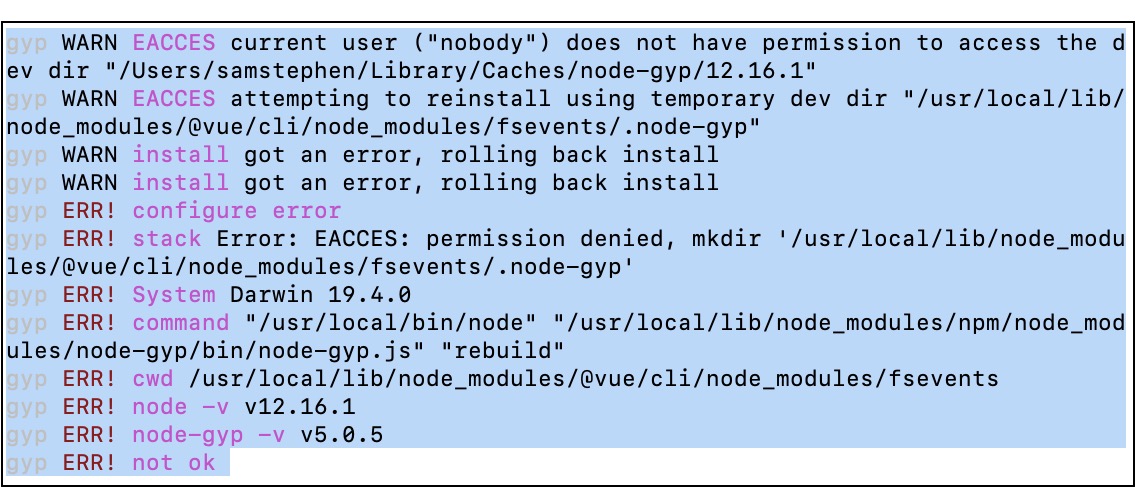 gyp WARN EACCES current user ("nobody") does not have permission to access the d
ev dir "/Users/samstephen/Library/Caches/node-gyp/12.16.1"
gyp WARN EACCES attempting to reinstall using temporary dev dir "/usr/local/lib/
node_modules/@vue/cli/node_modules/fsevents/.node-gyp"
gyp WARN install got an error, rolling back install
gyp WARN install got an error, rolling back install
gyp ERR! configure error
gyp ERR! stack Error: EACCES: permission denied, mkdir '/usr/local/lib/node_modu
les/@vue/cli/node_modules/fsevents/.node-gyp'
gyp ERR! System Darwin 19.4.0
gyp ERR! command "/usr/local/bin/node" "/usr/local/lib/node_modules/npm/node_mod
ules/node-gyp/bin/node-gyp.js" "rebuild"
gyp ERR! cwd /usr/local/lib/node_modules/@vue/cli/node_modules/fsevents
gyp ERR! node -v v12.16.1
gyp ERR! node-gyp -v v5.0.5
gyp ERR! not ok